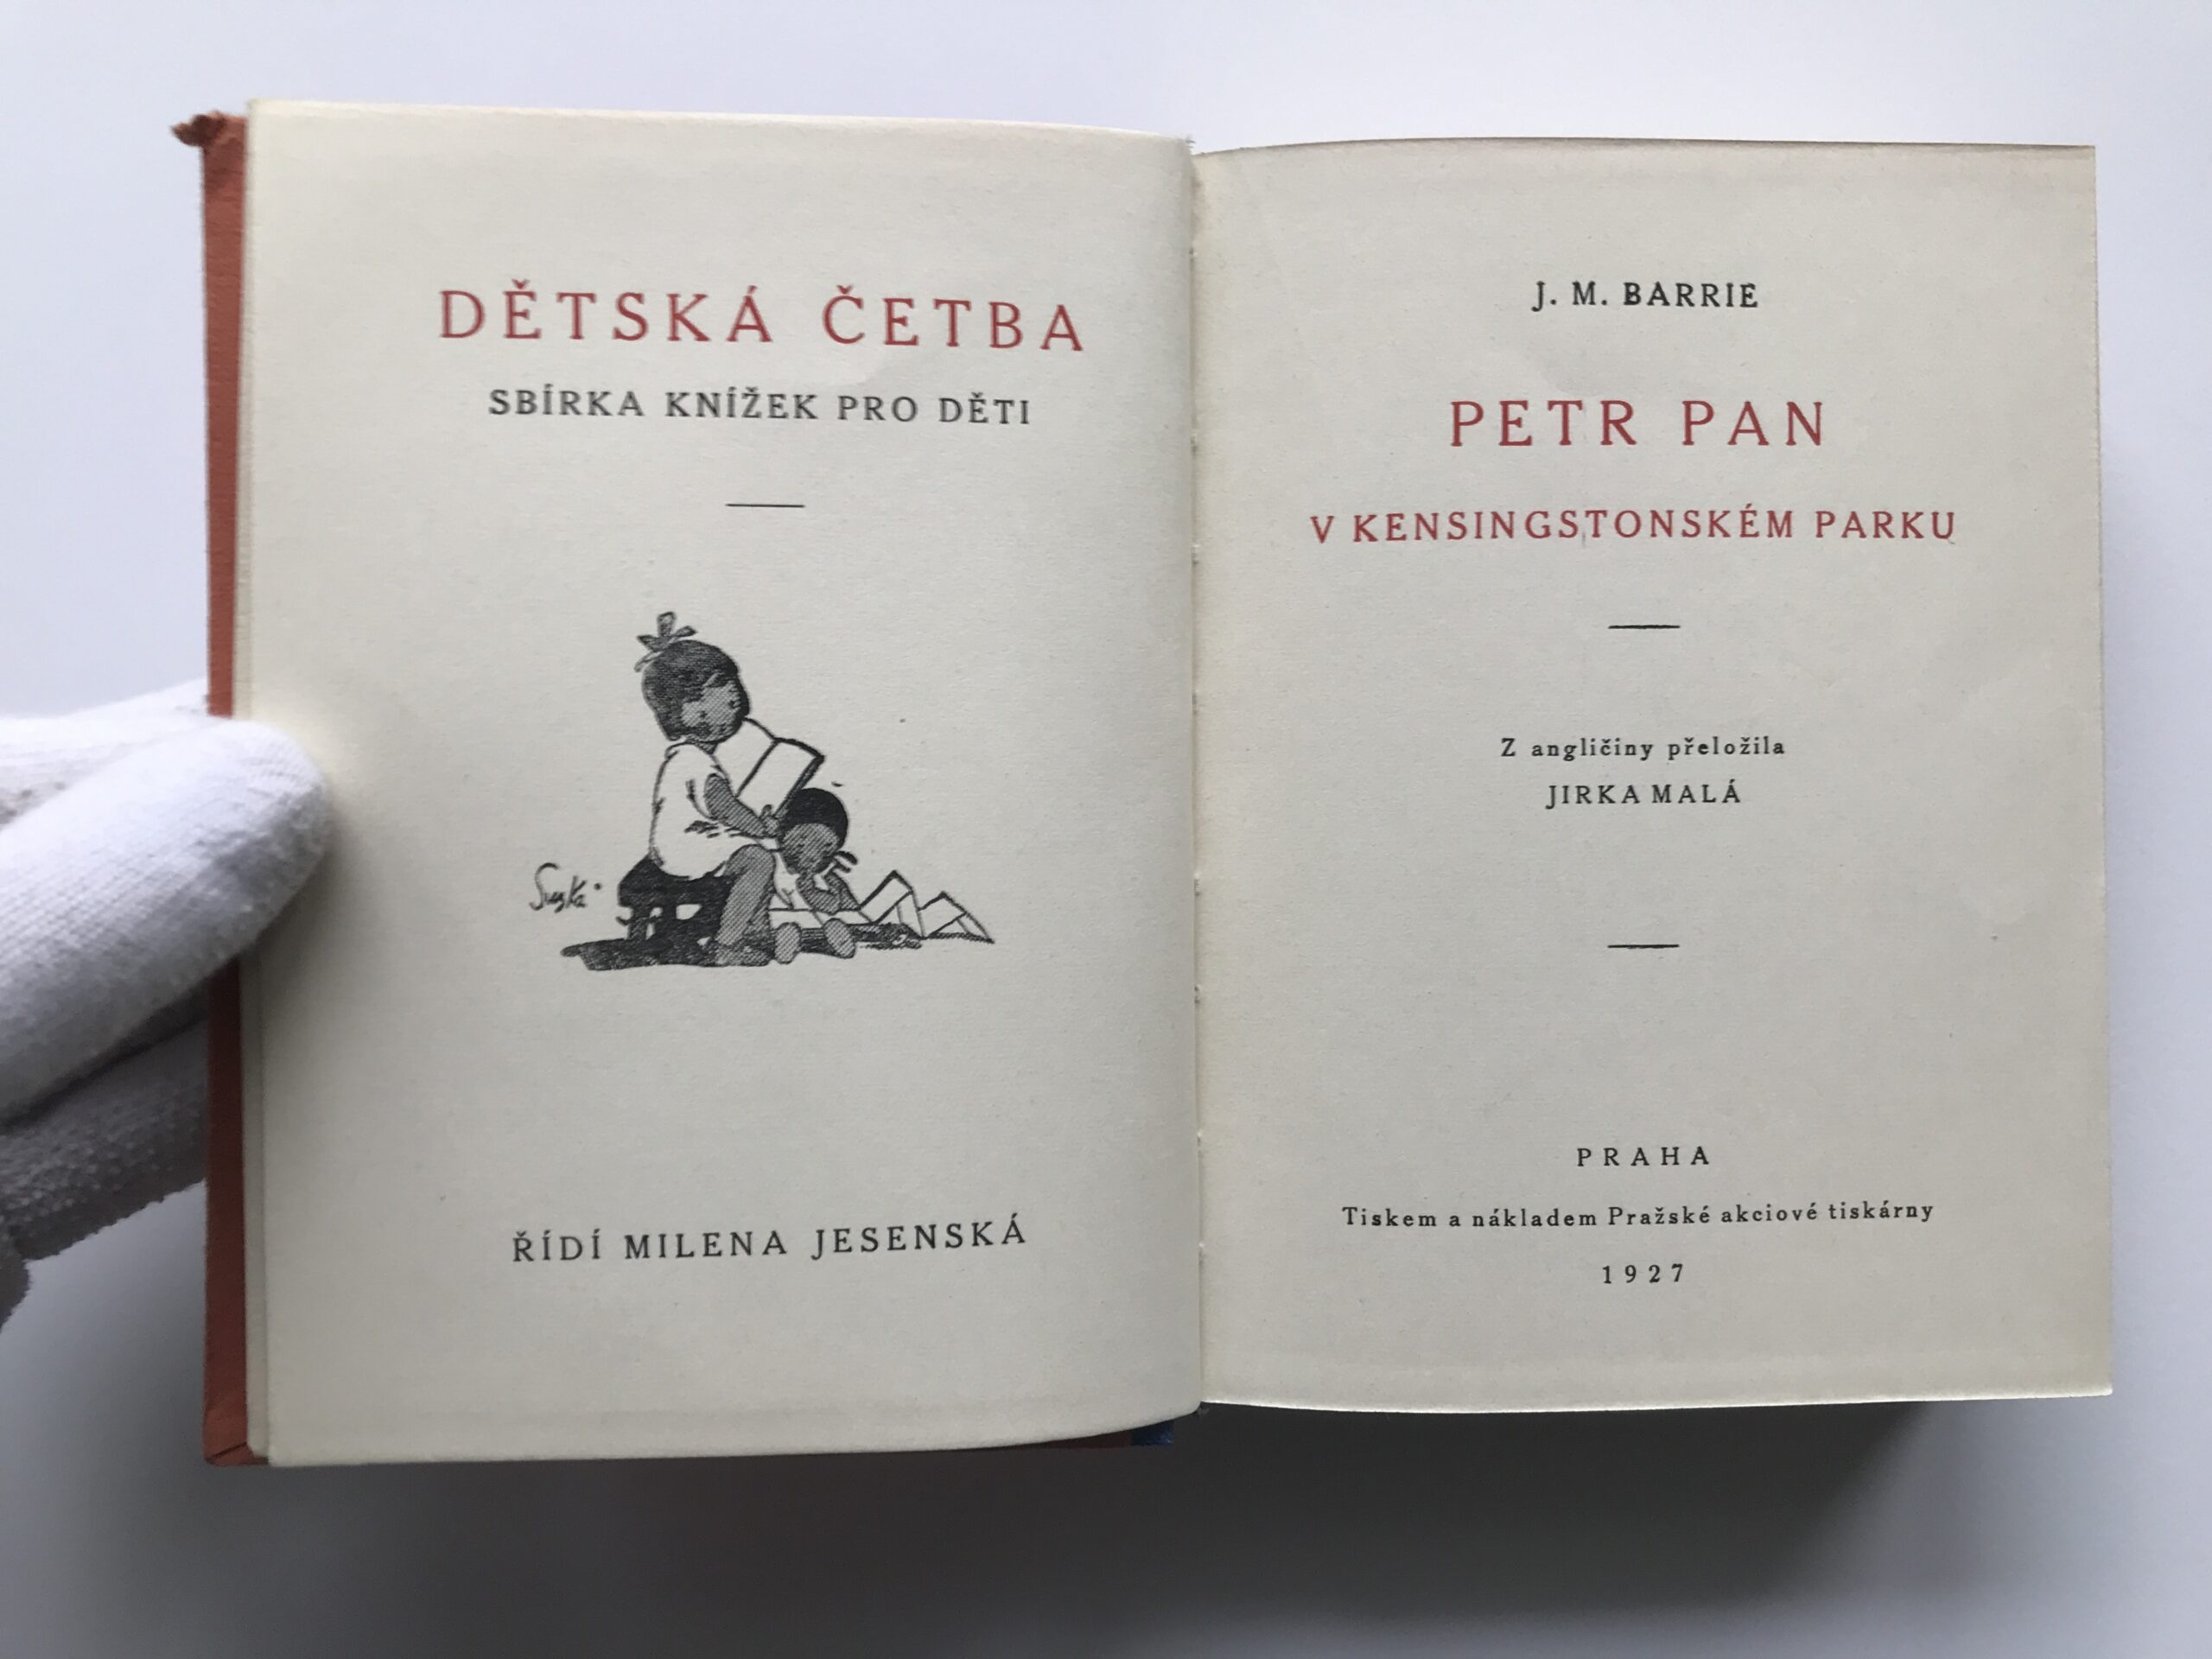 DĚTSKÁ ČETBA
SBÍRKA KNÍŽEK PRO DĚTI
ŘÍDÍ MILENA JESENSKÁ
J. M. BARRIE
PETR PAN
V KENSINGSTONSKÉM PARKU
Z angličiny přeložila
JIRKA MALÁ
PRAHA
Tiskem a nákladem Pražské akciové tiskárny
1927